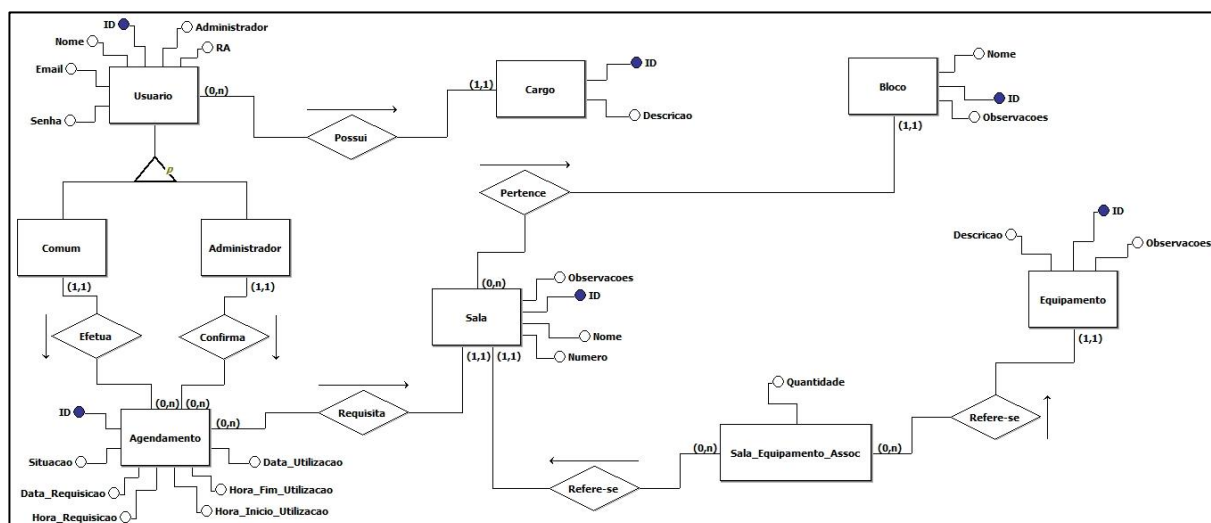 ID
Administrador
Nome
RA
Email
Usuario
Senha
(0,n)
Possui
(1,1)
Cargo
ID
Descricao
Nome
Bloco
ID
Observacoes
(1,1)
p
Pertence
Comum
Administrador
(1,1)
(1,1)
Efetua
Confirma
(0,n)
Sala
Observacoes
ID
Nome
Numero
(1,1)
(1,1)
ID
Descricao
Observacoes
Equipamento
(1,1)
(0,n)
(0,n)
ID
Agendamento
(0,n)
Requisita
Situacao
Data_Utilizacao
Data_Requisicao
Hora_Fim_Utilizacao
Hora_Requisicao
Hora_Inicio_Utilizacao
Quantidade
Refere-se
(0,n)
Sala_Equipamento_Assoc
(0,n)
Refere-se